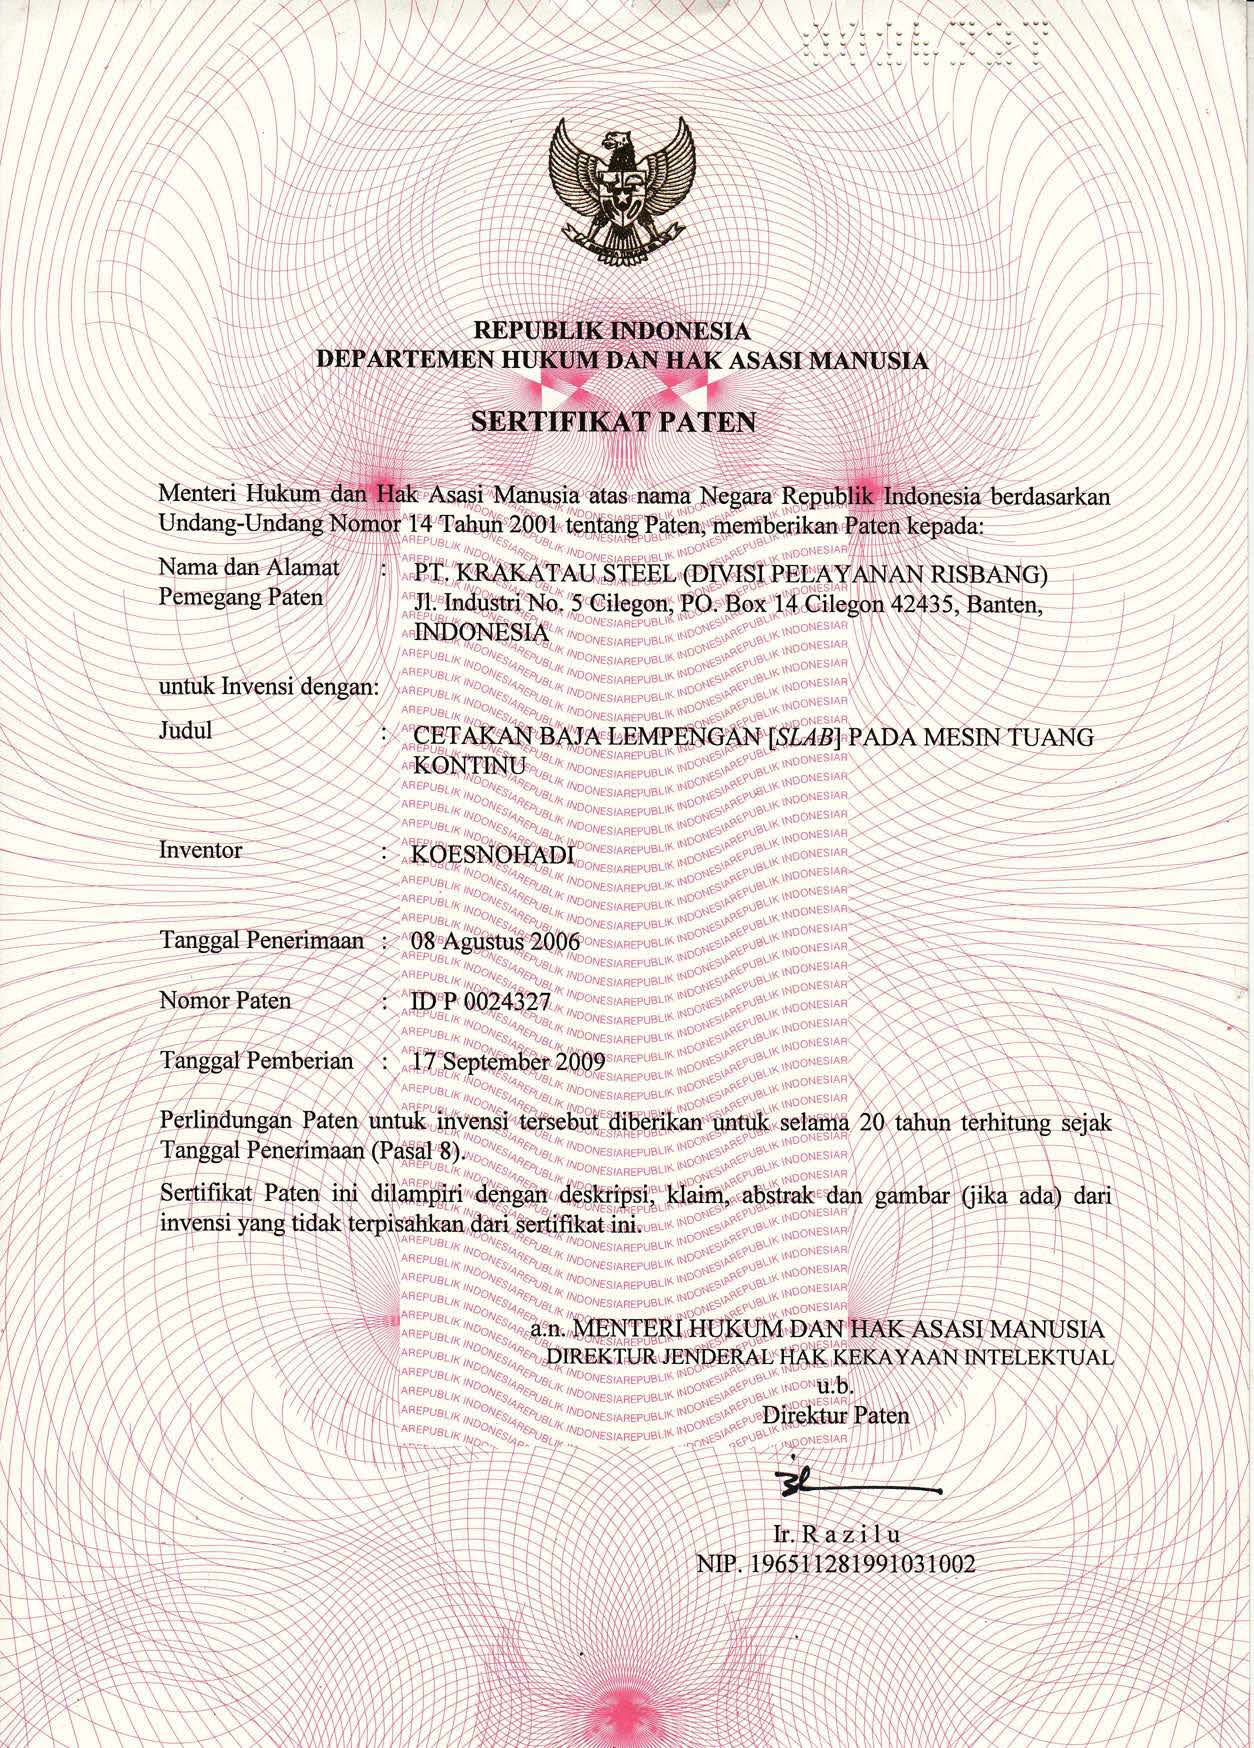 REPUBLIK INDONESIA
DEPARTEMEN HUKUM DAN HAK ASASI MANUSIA
SERTIFIKAT PATEN
Menteri Hukum dan Hak Asasi Manusia atas nama Negara Republik Indonesia berdasarkan
Undang-Undang Nomor 14 Tahun 2001 tentang Paten, memberikan Paten kepada:
Nama dan Alamat : PT. KRAKATAU STEEL (DIVISI PELAYANAN RISBANG)
Pemegang Paten Jl. Industri No. 5 Cilegon, PO. Box 14 Cilegon 42435, Banten,
INDONESIA
untuk Invensi dengan:
Judul : CETAKAN BAJA LEMPENGAN [SLAB] PADA MESIN TUANG
KONTINU
Inventor : KOESNOHADI
Tanggal Penerimaan : 08 Agustus 2006
Nomor Paten : ID P 0024327
Tanggal Pemberian : 17 September 2009
Perlindungan Paten untuk invensi tersebut diberikan untuk selama 20 tahun terhitung sejak
Tanggal Penerimaan (Pasal 8).
Sertifikat Paten ini dilampiri dengan deskripsi, klaim, abstrak dan gambar (jika ada) dari
invensi yang tidak terpisahkan dari sertifikat ini.
a.n. MENTERI HUKUM DAN HAK ASASI MANUSIA
DIREKTUR JENDERAL HAK KEKAYAAN INTELEKTUAL
u.b.
Direktur Paten
Ir. R a z i l u
NIP. 196511281991031002